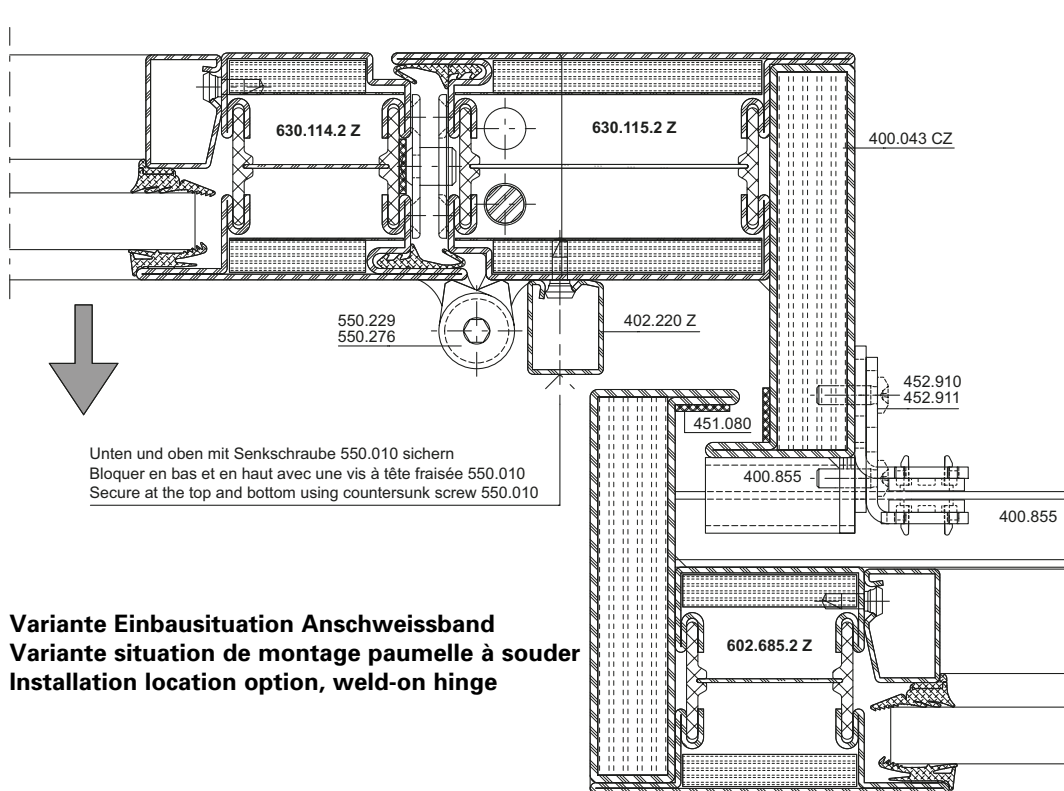 630.114.2 Z
630.115.2 Z
400.043 CZ
550.229
550.276
402.220 Z
452.910
452.911
451.080
Unten und oben mit Senkschraube 550.010 sichern
Bloquer en bas et en haut avec une vis à tête fraisée 550.010
Secure at the top and bottom using countersunk screw 550.010
400.855
400.855
Variante Einbausituation Anschweissband
Variante situation de montage paumelle à souder
Installation location option, weld-on hinge
602.685.2 Z